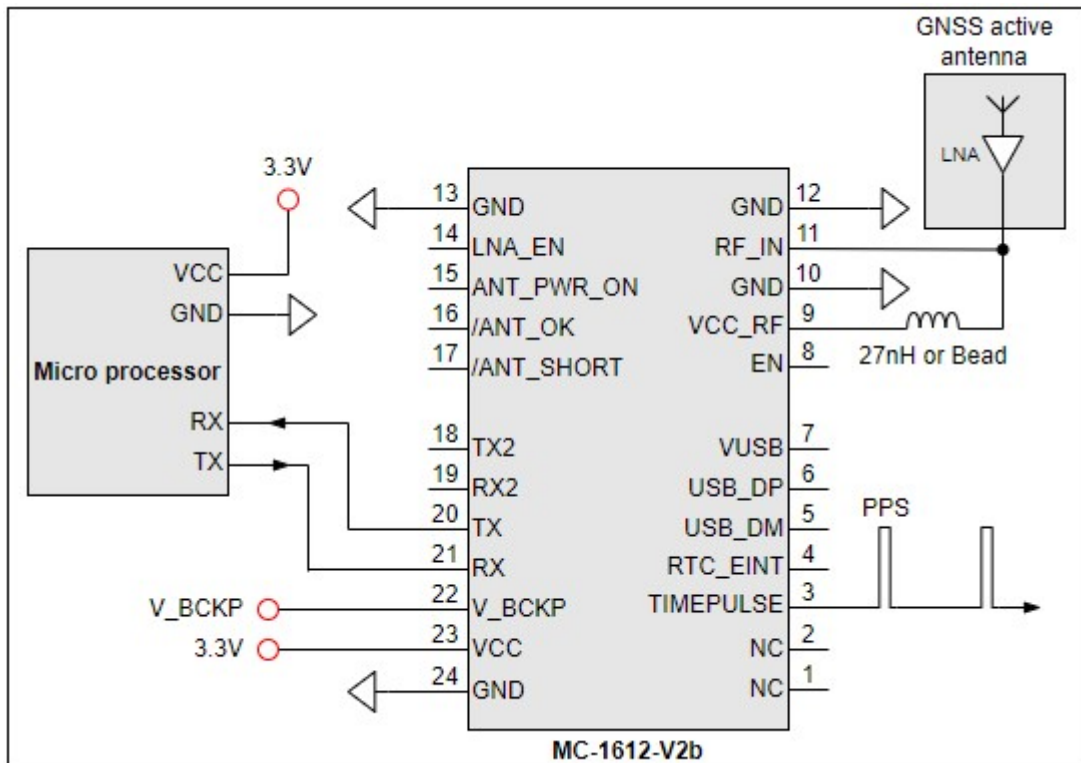 GNSS active
antenna
LNA
3.3V
VCC
GND
Micro processor
RX
TX
13 GND
14 LNA_EN
15 ANT_PWR_ON
16 /ANT_OK
17 /ANT_SHORT
18 TX2
19 RX2
20 TX
21 RX
V_BCKP 22 V_BCKP
3.3V 23 VCC
24 GND
GND 12
RF_IN 11
GND 10
VCC_RF 9
27nH or Bead
EN 8
VUSB 7
USB_DP 6
USB_DM 5
RTC_EINT 4
TIMEPULSE 3
PPS
NC 2
NC 1
MC-1612-V2b